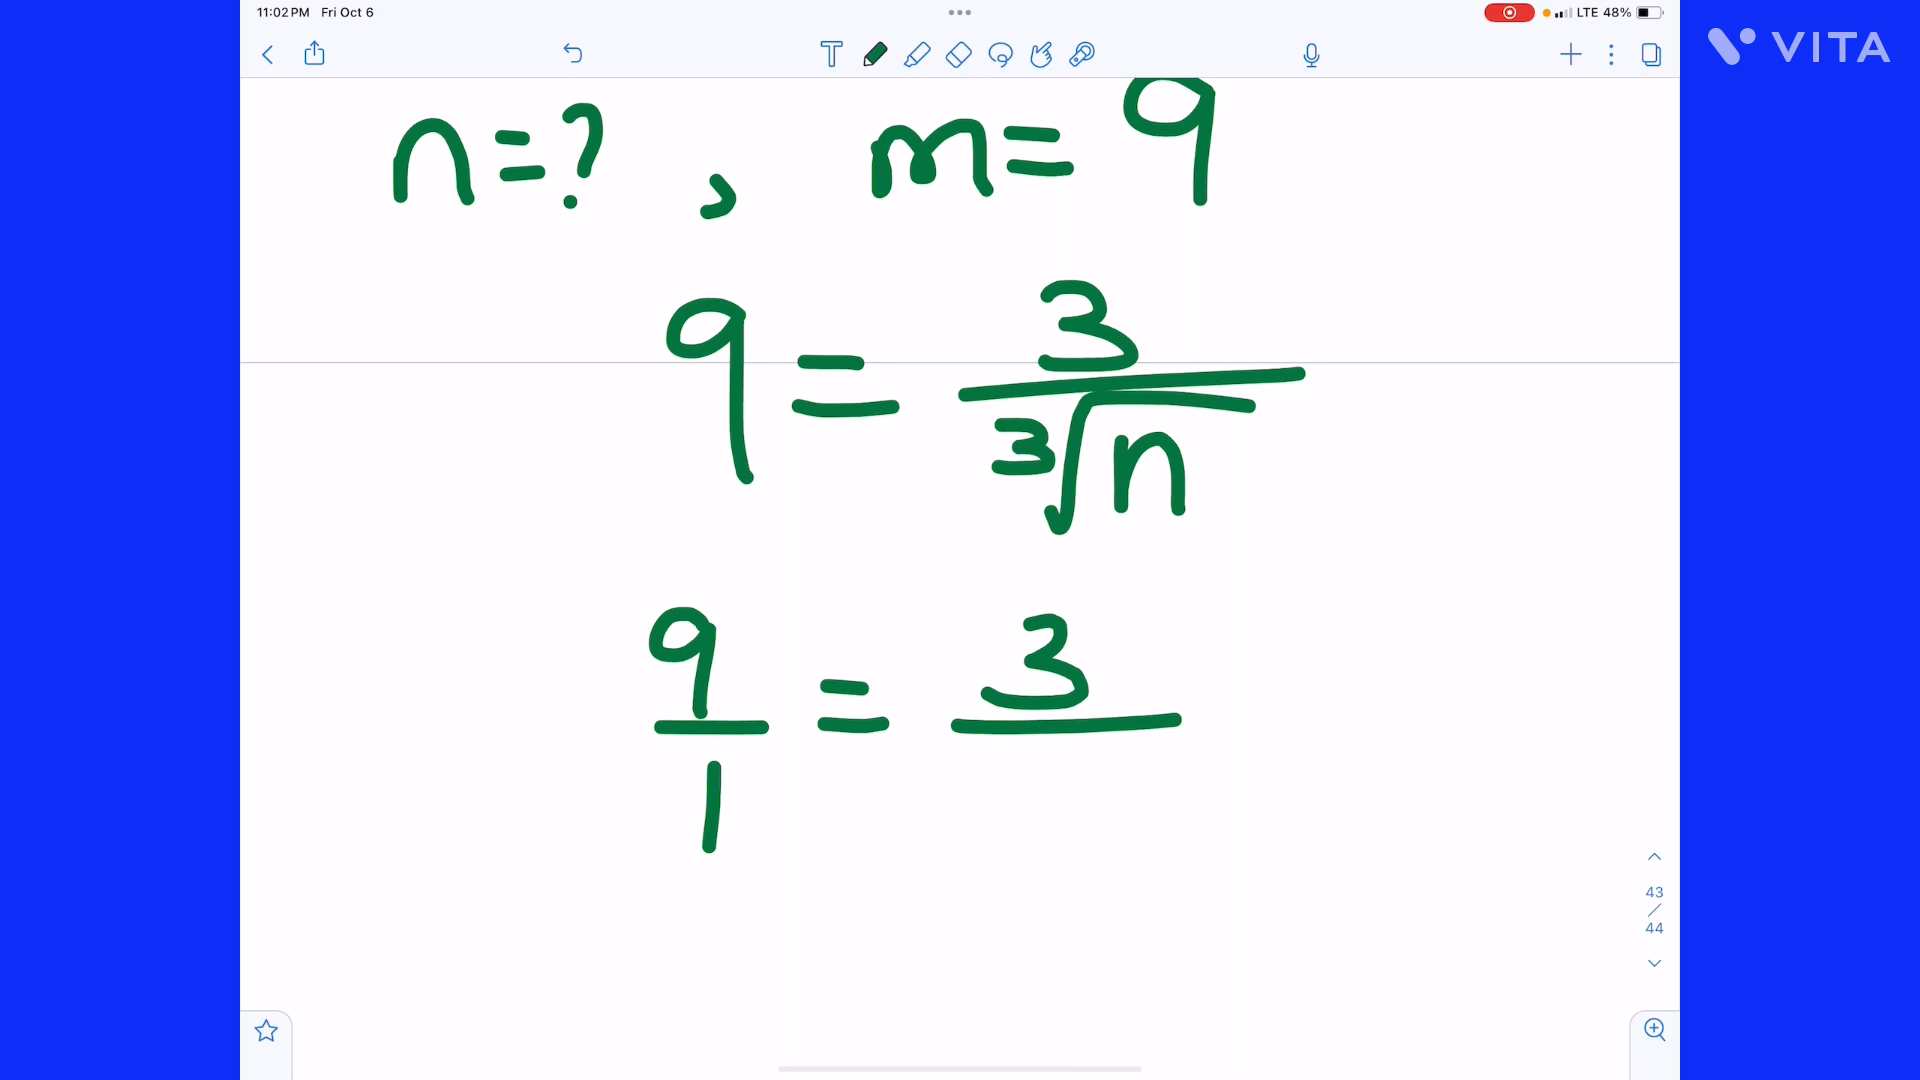 11:02 PM Fri Oct 6
LTE 48%
VITA
T
n=? , m= 9
9 = 3/∛n
9/1 = 3/
43
/
44